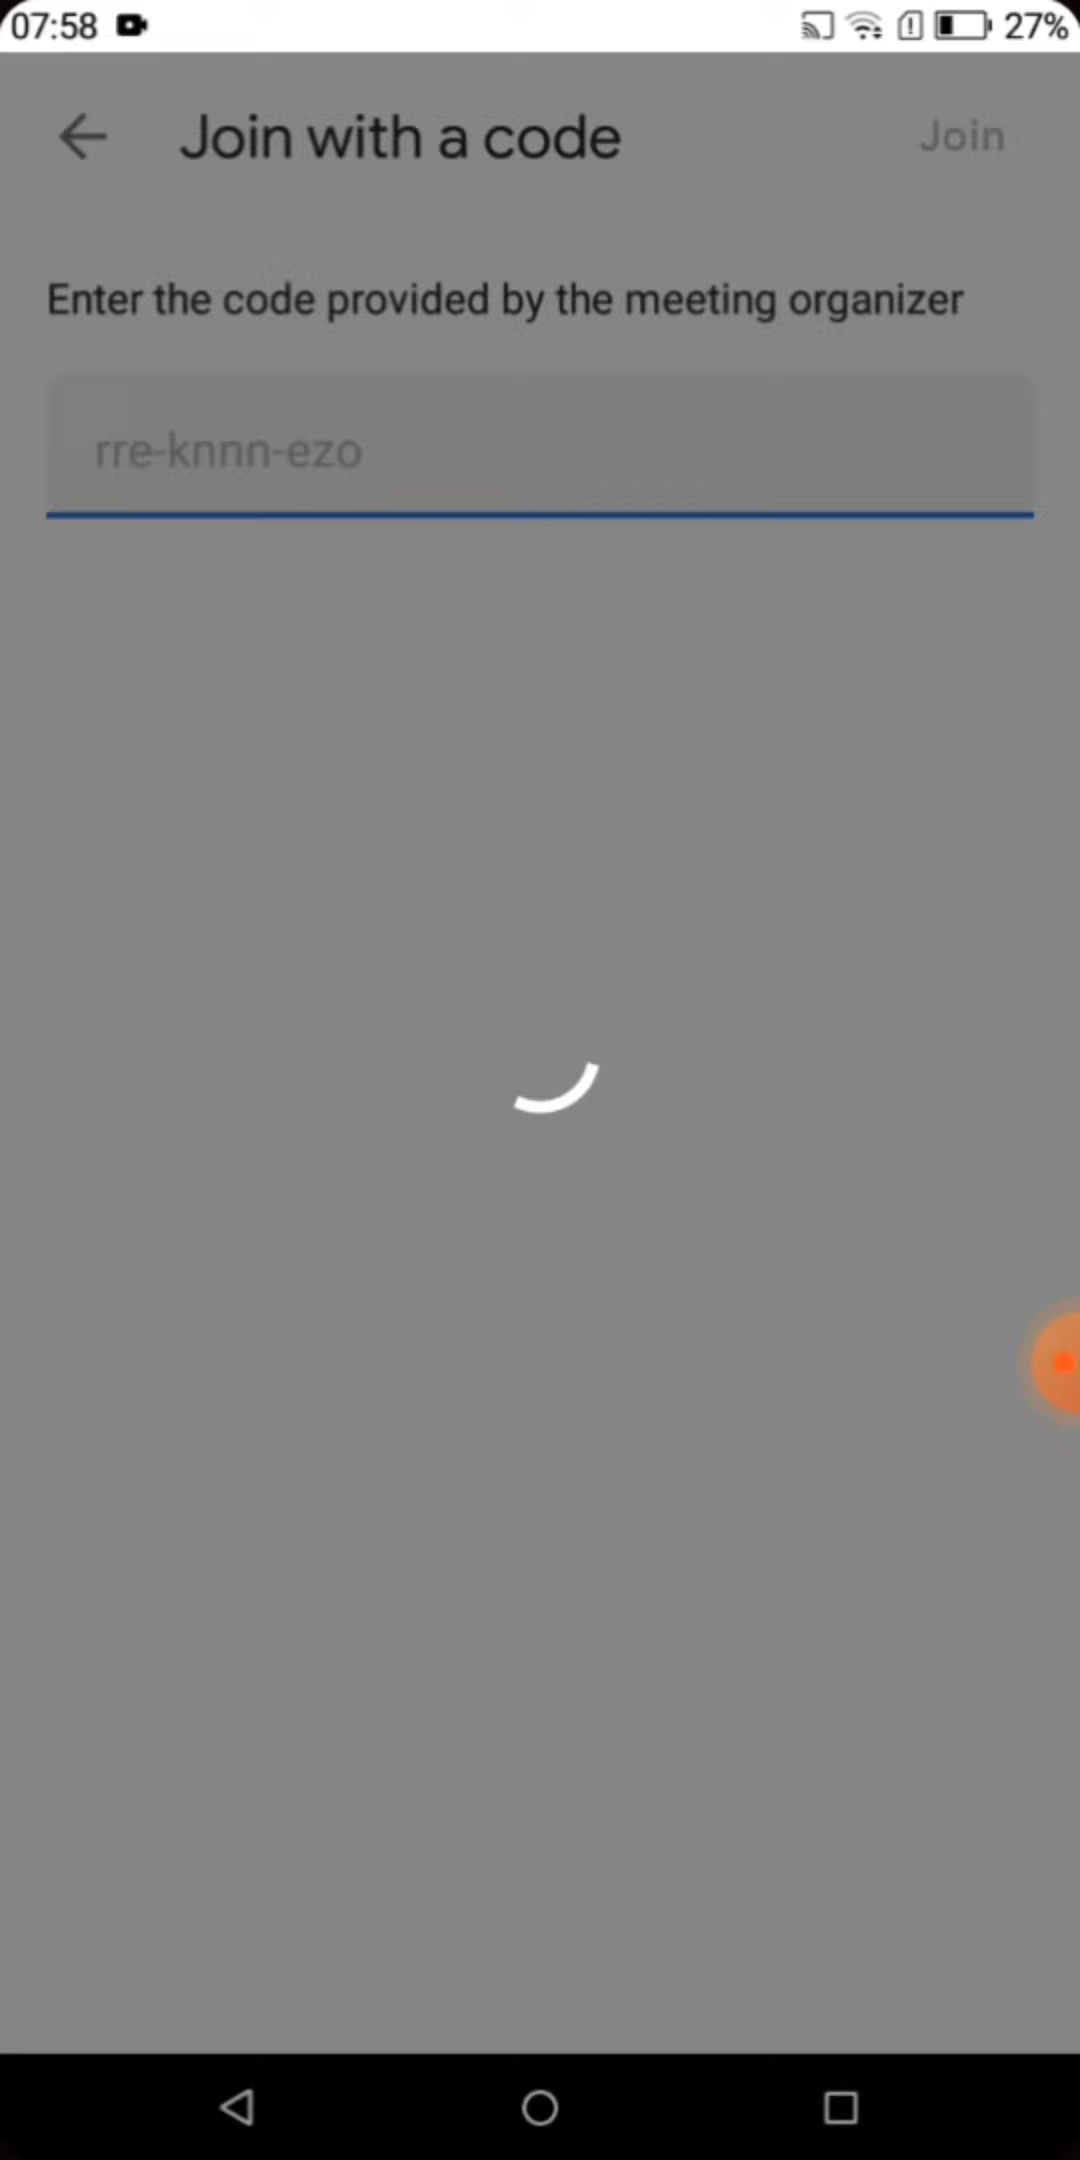 07:58 27%
Join with a code Join
Enter the code provided by the meeting organizer
rre-knnn-ezo